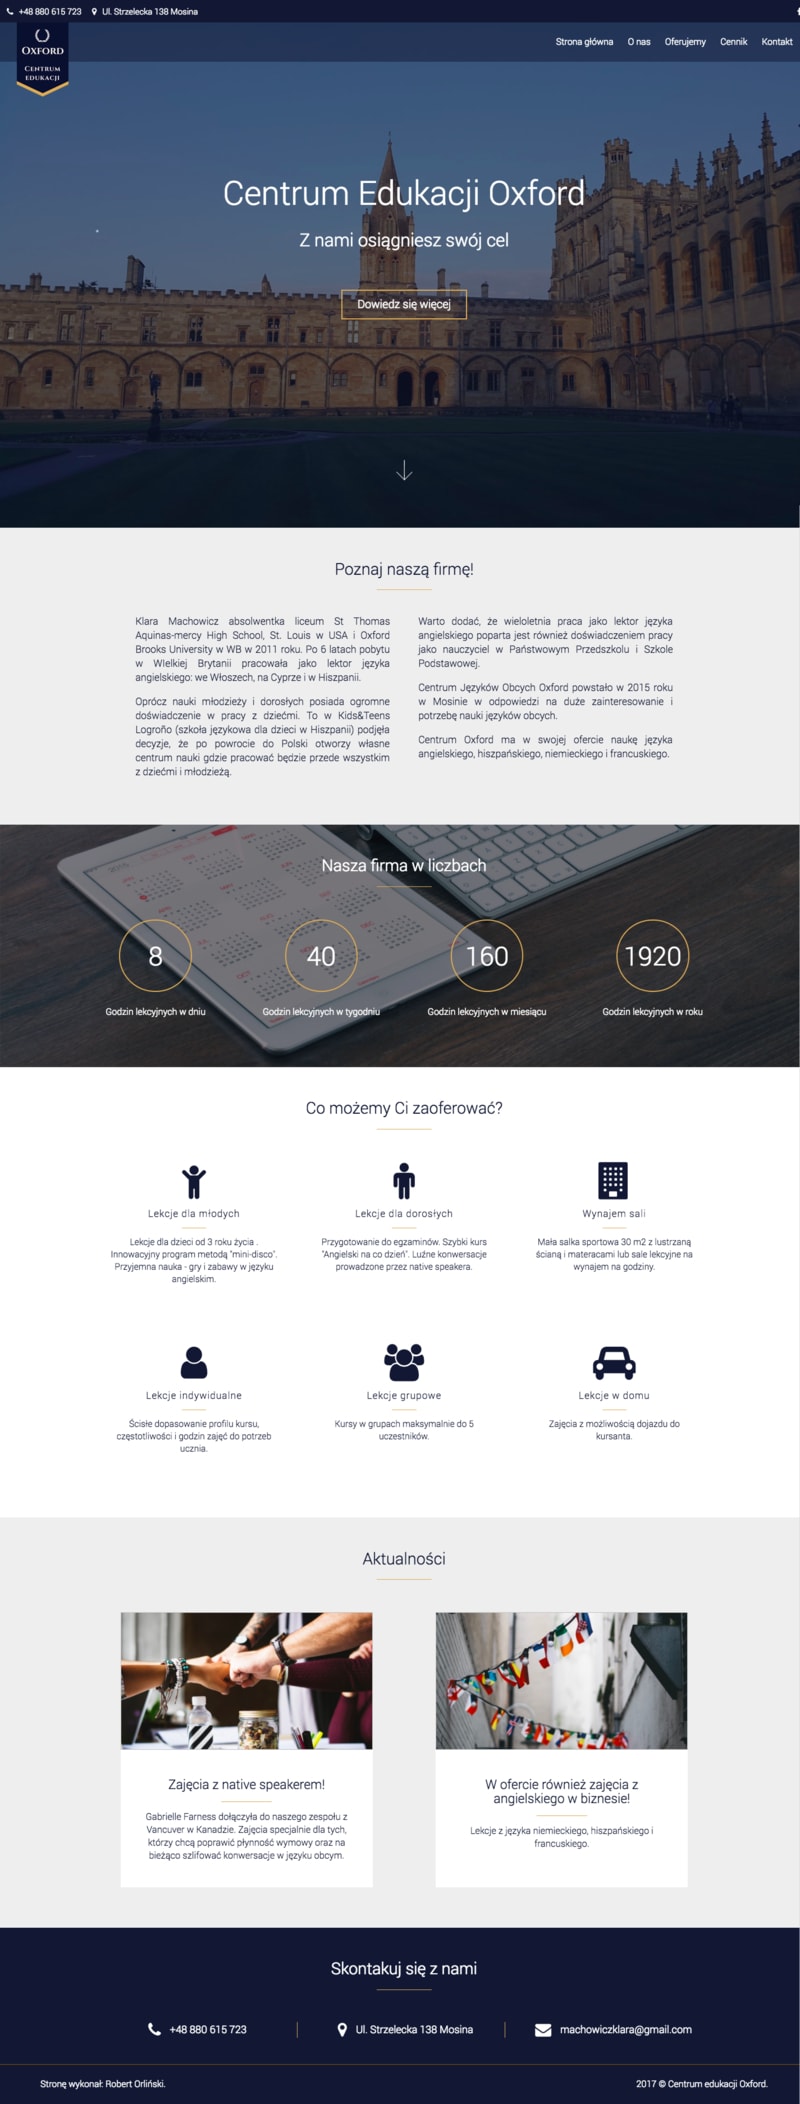 +48 880 615 723 Ul. Strzelecka 138 Mosina
Oxford
Centrum
edukacji
Strona główna O nas Oferujemy Cennik Kontakt
Centrum Edukacji Oxford
Z nami osiągniesz swój cel
Dowiedz się więcej
Poznaj naszą firmę!
Klara Machowicz absolwentka liceum St Thomas
Aquinas-mercy High School, St. Louis w USA i Oxford
Brooks University w WB w 2011 roku. Po 6 latach pobytu
w WIelkiej Brytanii pracowała jako lektor języka
angielskiego: we Włoszech, na Cyprze i w Hiszpanii.
Oprócz nauki młodzieży i dorosłych posiada ogromne
doświadczenie w pracy z dziećmi. To w Kids&Teens
Logroño (szkoła językowa dla dzieci w Hiszpanii) podjęła
decyzje, że po powrocie do Polski otworzy własne
centrum nauki gdzie pracować będzie przede wszystkim
z dziećmi i młodzieżą.
Warto dodać, że wieloletnia praca jako lektor języka
angielskiego poparta jest również doświadczeniem pracy
jako nauczyciel w Państwowym Przedszkolu i Szkole
Podstawowej.
Centrum Języków Obcych Oxford powstało w 2015 roku
w Mosinie w odpowiedzi na duże zainteresowanie i
potrzebę nauki języków obcych.
Centrum Oxford ma w swojej ofercie naukę języka
angielskiego, hiszpańskiego, niemieckiego i francuskiego.
Nasza firma w liczbach
8 40 160 1920
Godzin lekcyjnych w dniu Godzin lekcyjnych w tygodniu Godzin lekcyjnych w miesiącu Godzin lekcyjnych w roku
Co możemy Ci zaoferować?
Lekcje dla młodych
Lekcje dla dzieci od 3 roku życia .
Innowacyjny program metodą "mini-disco".
Przyjemna nauka - gry i zabawy w języku
angielskim.
Lekcje dla dorosłych
Przygotowanie do egzaminów. Szybki kurs
"Angielski na co dzień". Luźne konwersacje
prowadzone przez native speakera.
Wynajem sali
Mała salka sportowa 30 m2 z lustrzaną
ścianą i materacami lub sale lekcyjne na
wynajem na godziny.
Lekcje indywidualne
Ścisłe dopasowanie profilu kursu,
częstotliwości i godzin zajęć do potrzeb
ucznia.
Lekcje grupowe
Kursy w grupach maksymalnie do 5
uczestników.
Lekcje w domu
Zajęcia z możliwością dojazdu do
kursanta.
Aktualności
Zajęcia z native speakerem!
Gabrielle Farness dołączyła do naszego zespołu z
Vancuver w Kanadzie. Zajęcia specjalnie dla tych,
którzy chcą poprawić płynność wymowy oraz na
bieżąco szlifować konwersacje w języku obcym.
W ofercie również zajęcia z
angielskiego w biznesie!
Lekcje z języka niemieckiego, hiszpańskiego i
francuskiego.
Skontakuj się z nami
+48 880 615 723 Ul. Strzelecka 138 Mosina machowiczklara@gmail.com
Stronę wykonał: Robert Orliński. 2017 © Centrum edukacji Oxford.